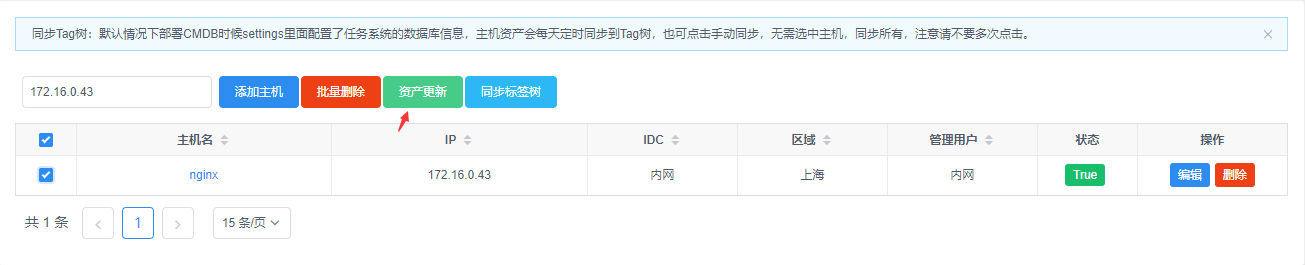 同步Tag树：默认情况下部署CMDB时候settings里面配置了任务系统的数据库信息，主机资产会每天定时同步到Tag树，也可点击手动同步，无需选中主机，同步所有，注意请不要多次点击。
172.16.0.43 添加主机 批量删除 资产更新 同步标签树
主机名 IP IDC 区域 管理用户 状态 操作
nginx 172.16.0.43 内网 上海 内网 True 编辑 删除
共 1 条 1 15 条/页